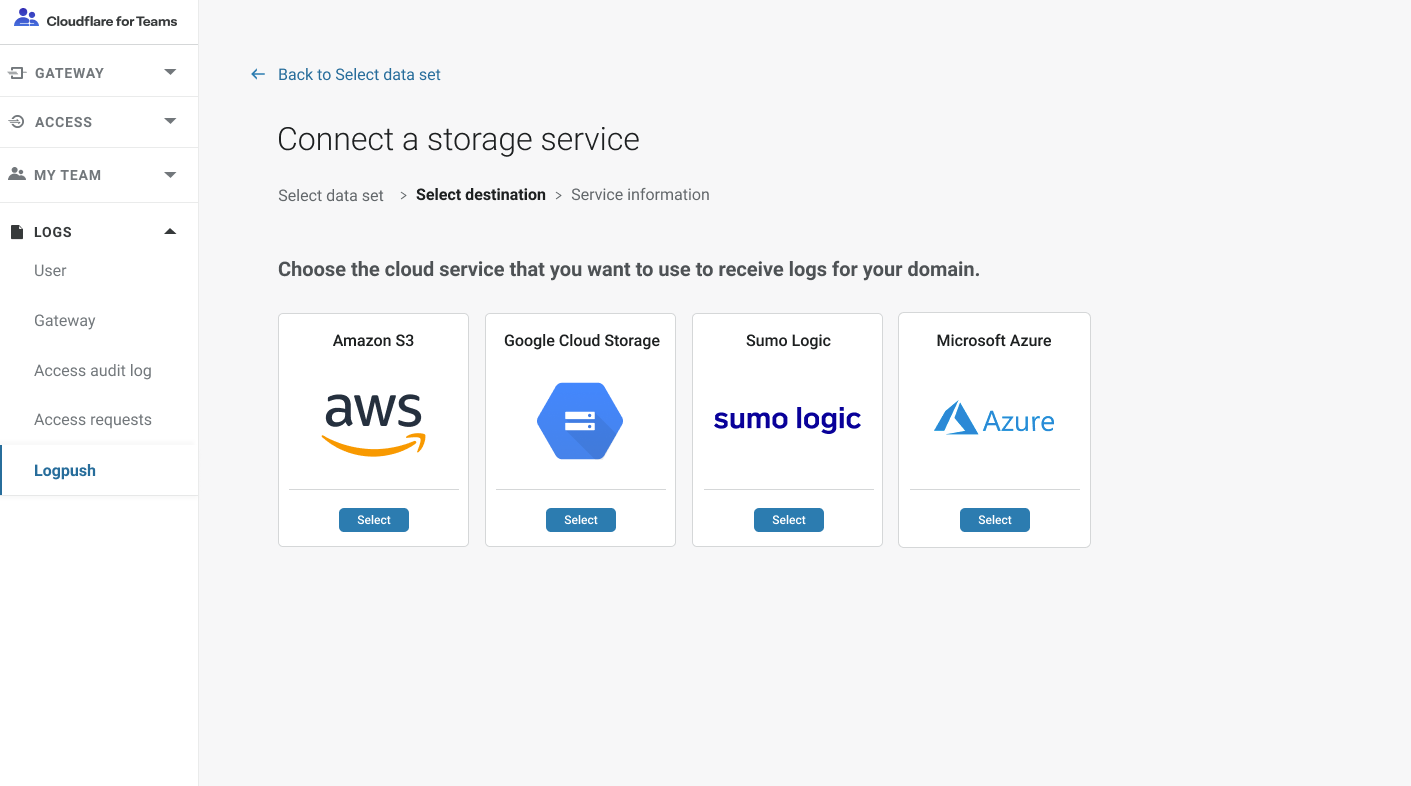 Cloudflare for Teams
GATEWAY
ACCESS
MY TEAM
LOGS
User
Gateway
Access audit log
Access requests
Logpush
← Back to Select data set
Connect a storage service
Select data set > Select destination > Service information
Choose the cloud service that you want to use to receive logs for your domain.
Amazon S3
aws
Select
Google Cloud Storage
Select
Sumo Logic
sumo logic
Select
Microsoft Azure
Azure
Select